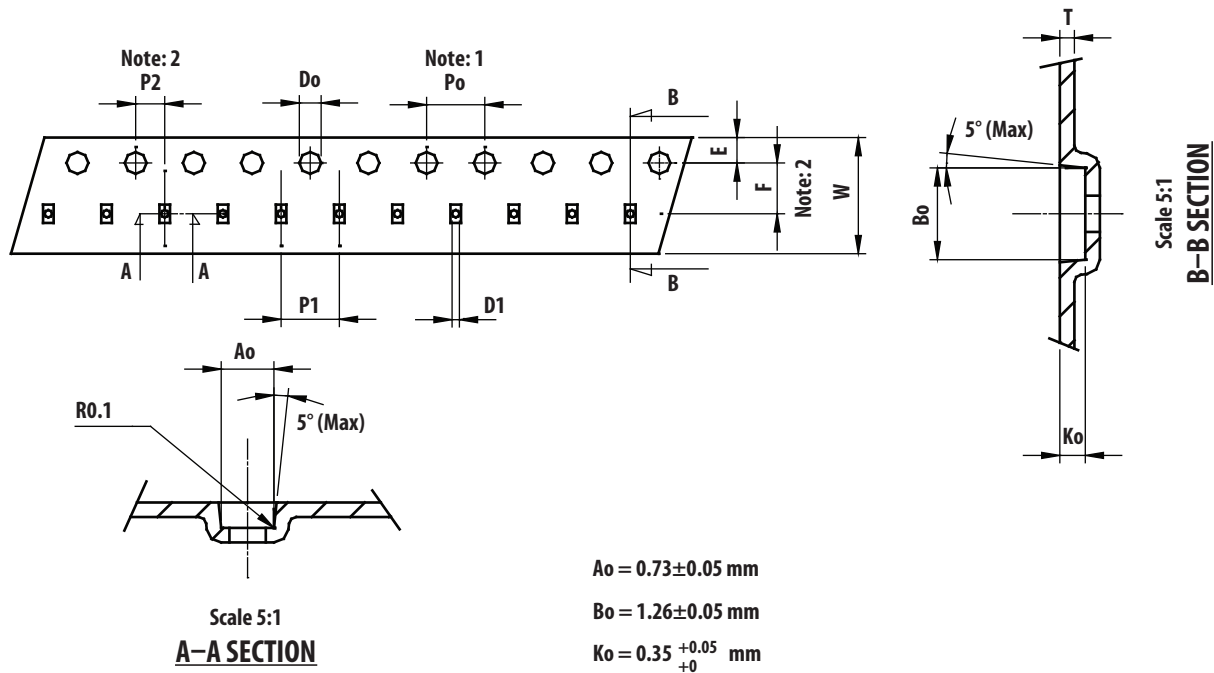 Note: 2
P2
Do
Note: 1
Po
B
E
F
Note: 2
W
A
A
B
P1
D1
T
5° (Max)
Bo
Ko
Scale 5:1
B–B SECTION
Ao
5° (Max)
R0.1
Scale 5:1
A–A SECTION
Ao = 0.73±0.05 mm
Bo = 1.26±0.05 mm
Ko = 0.35 +0.05 +0 mm